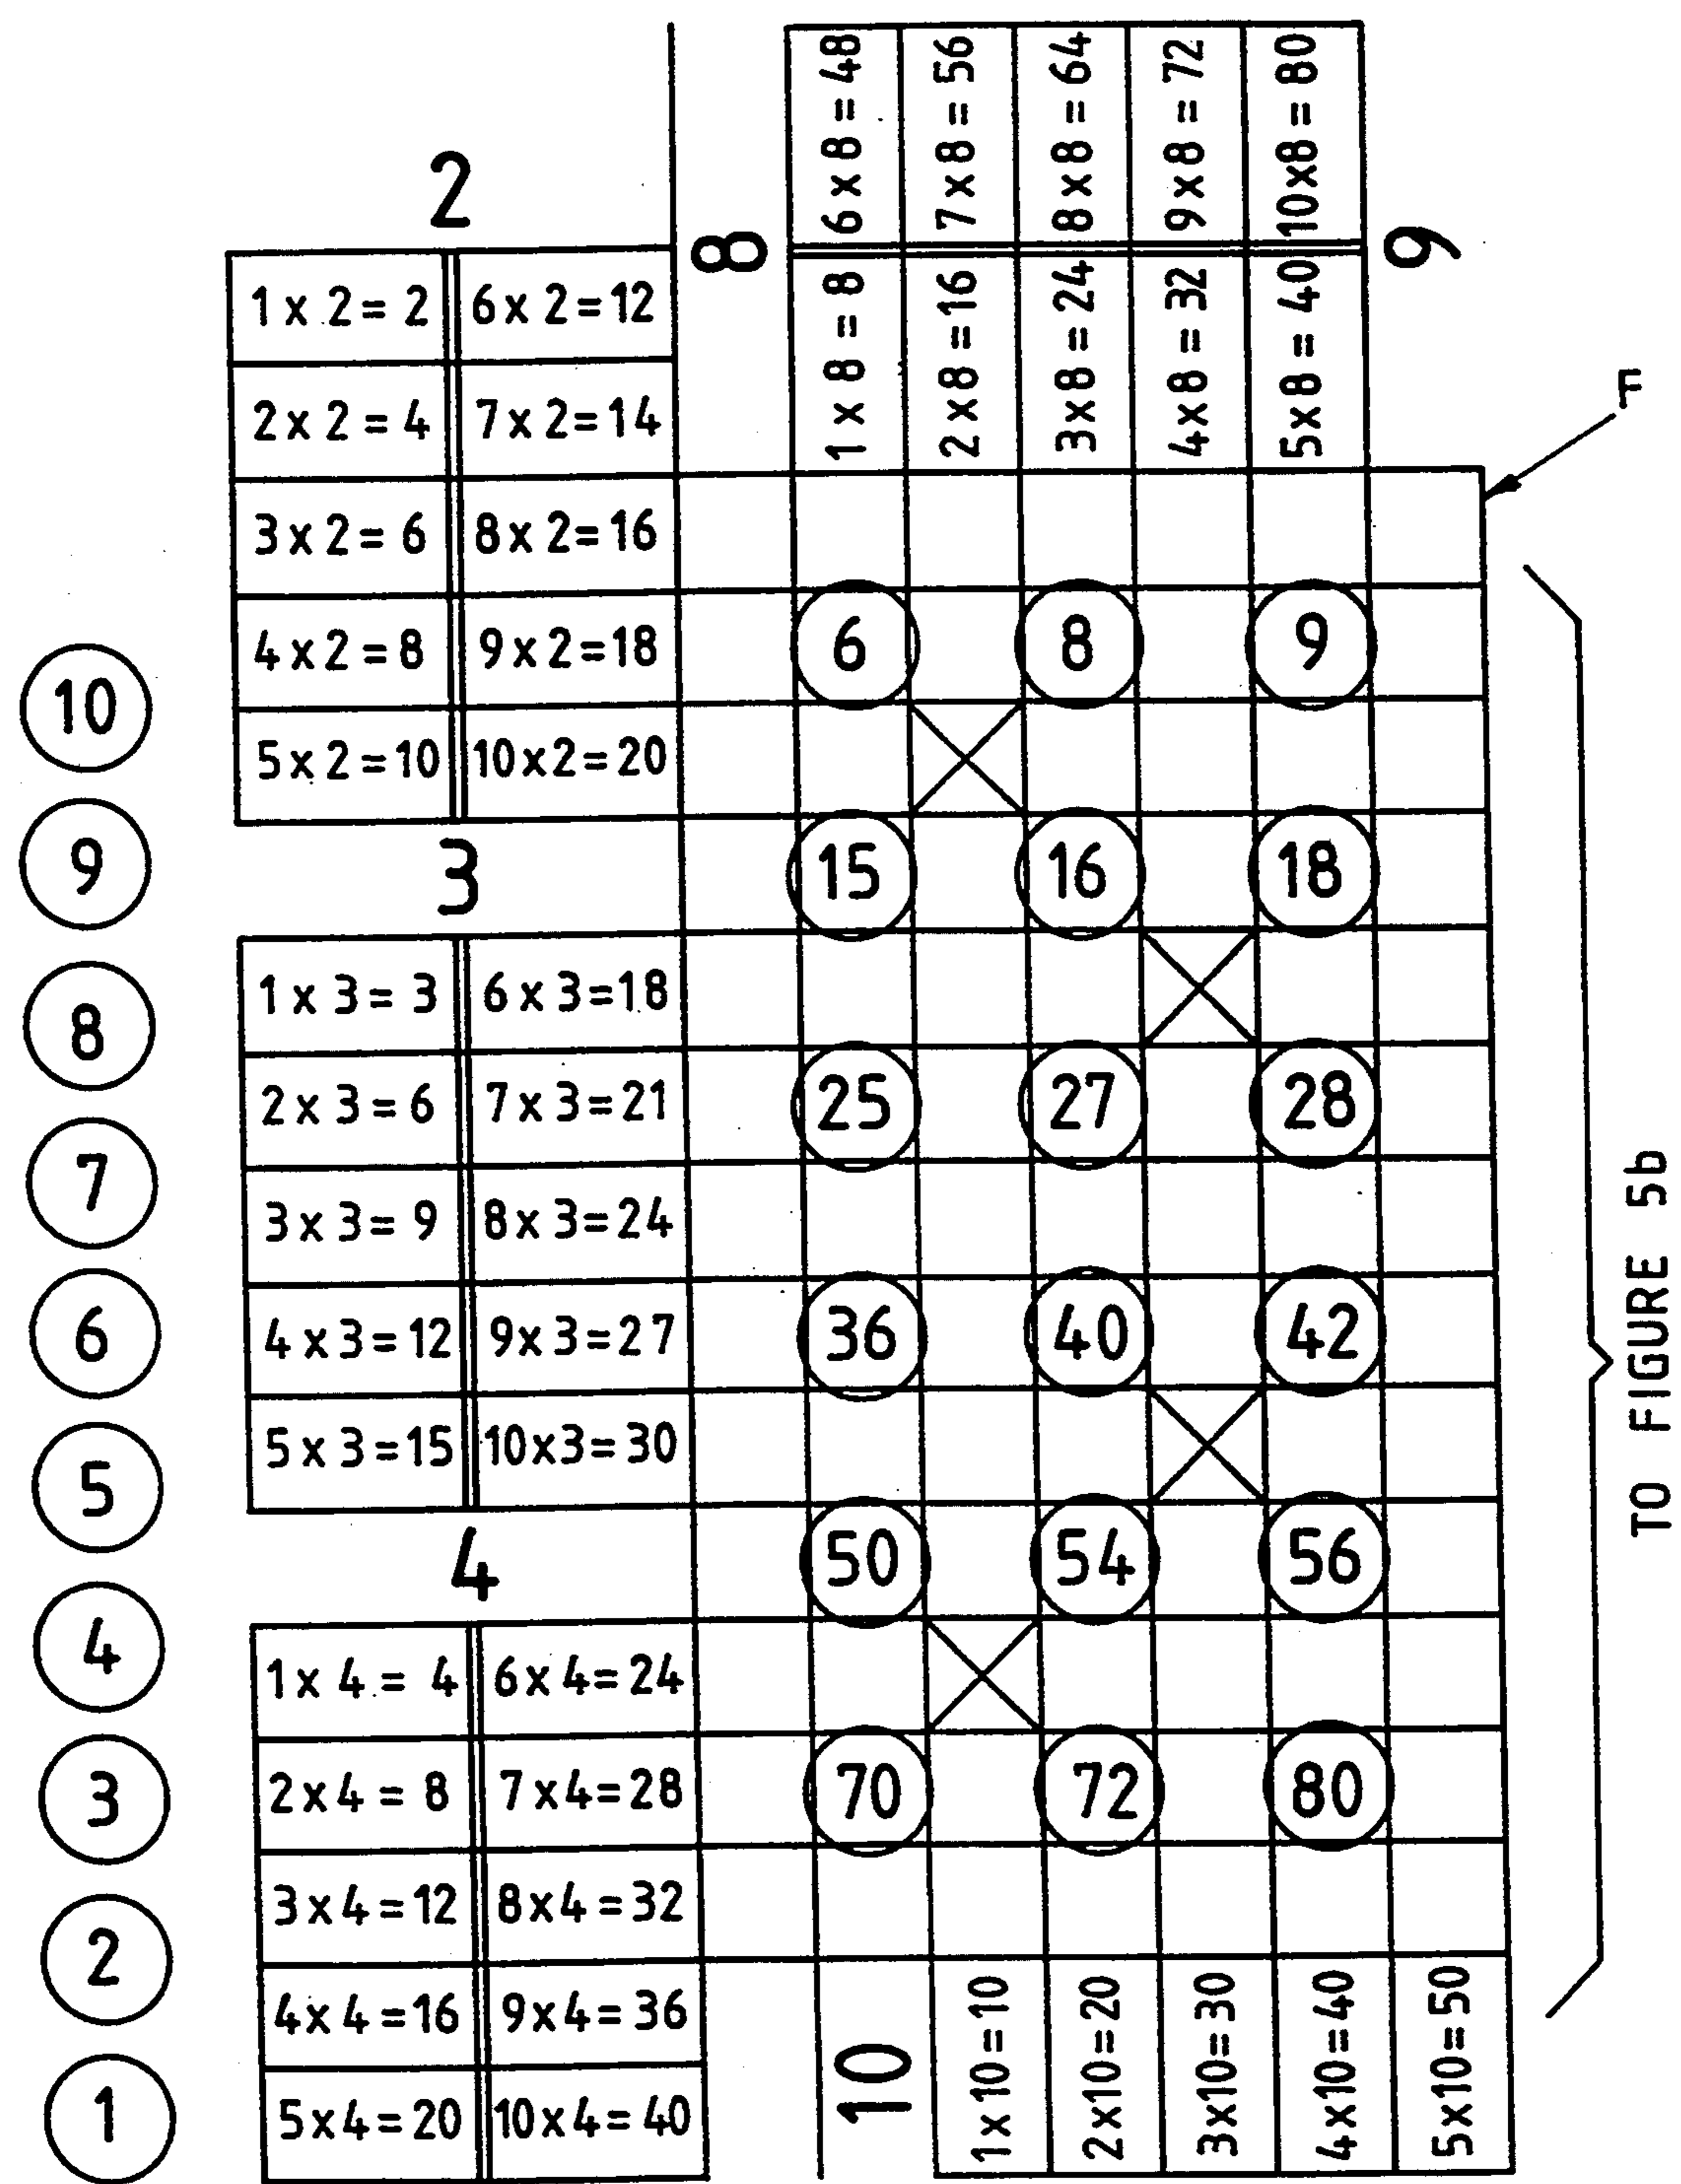 2
1 x 2 = 2 6 x 2 = 12
2 x 2 = 4 7 x 2 = 14
3 x 2 = 6 8 x 2 = 16
4 x 2 = 8 9 x 2 = 18
5 x 2 = 10 10 x 2 = 20
3
1 x 3 = 3 6 x 3 = 18
2 x 3 = 6 7 x 3 = 21
3 x 3 = 9 8 x 3 = 24
4 x 3 = 12 9 x 3 = 27
5 x 3 = 15 10 x 3 = 30
4
1 x 4 = 4 6 x 4 = 24
2 x 4 = 8 7 x 4 = 28
3 x 4 = 12 8 x 4 = 32
4 x 4 = 16 9 x 4 = 36
5 x 4 = 20 10 x 4 = 40
10
9
8
7
6
5
4
3
2
1
8
1 x 8 = 8 6 x 8 = 48
2 x 8 = 16 7 x 8 = 56
3 x 8 = 24 8 x 8 = 64
4 x 8 = 32 9 x 8 = 72
5 x 8 = 40 10 x 8 = 80
9
F
6 8 9
15 16 18
25 27 28
36 40 42
50 54 56
70 72 80
10
1 x 10 = 10
2 x 10 = 20
3 x 10 = 30
4 x 10 = 40
5 x 10 = 50
TO FIGURE 5b